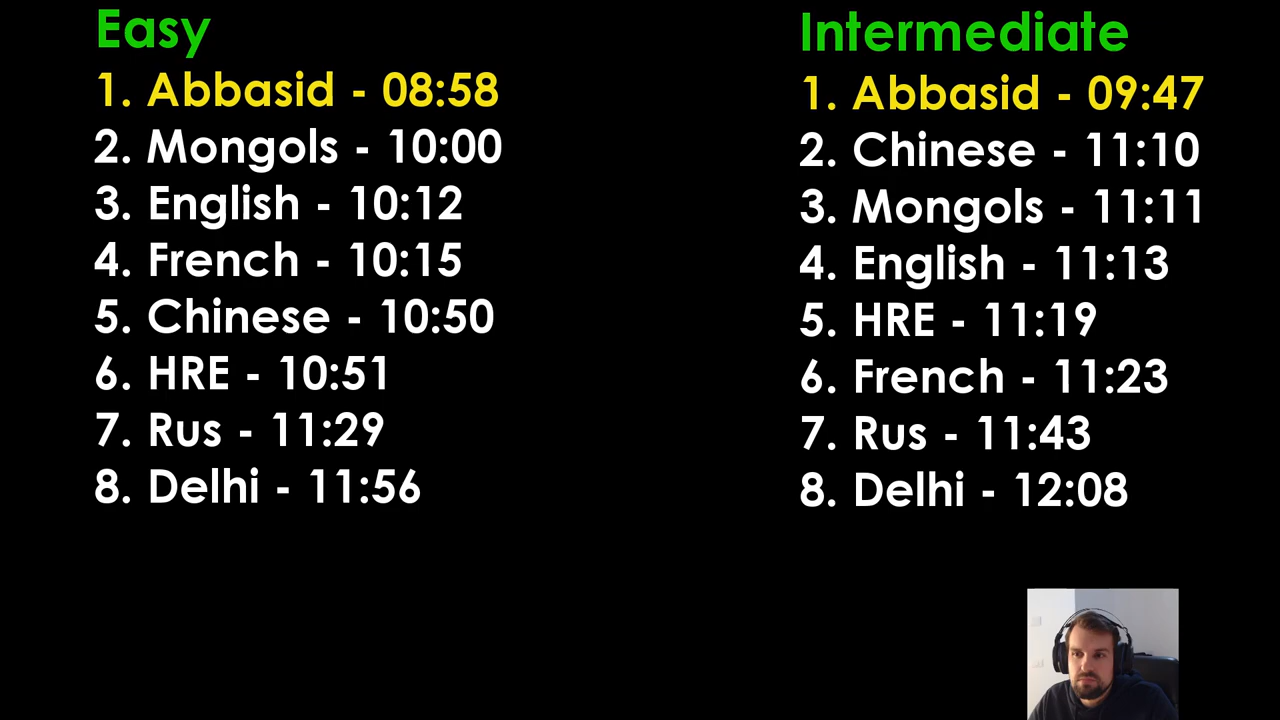 Easy
1. Abbasid - 08:58
2. Mongols - 10:00
3. English - 10:12
4. French - 10:15
5. Chinese - 10:50
6. HRE - 10:51
7. Rus - 11:29
8. Delhi - 11:56
Intermediate
1. Abbasid - 09:47
2. Chinese - 11:10
3. Mongols - 11:11
4. English - 11:13
5. HRE - 11:19
6. French - 11:23
7. Rus - 11:43
8. Delhi - 12:08